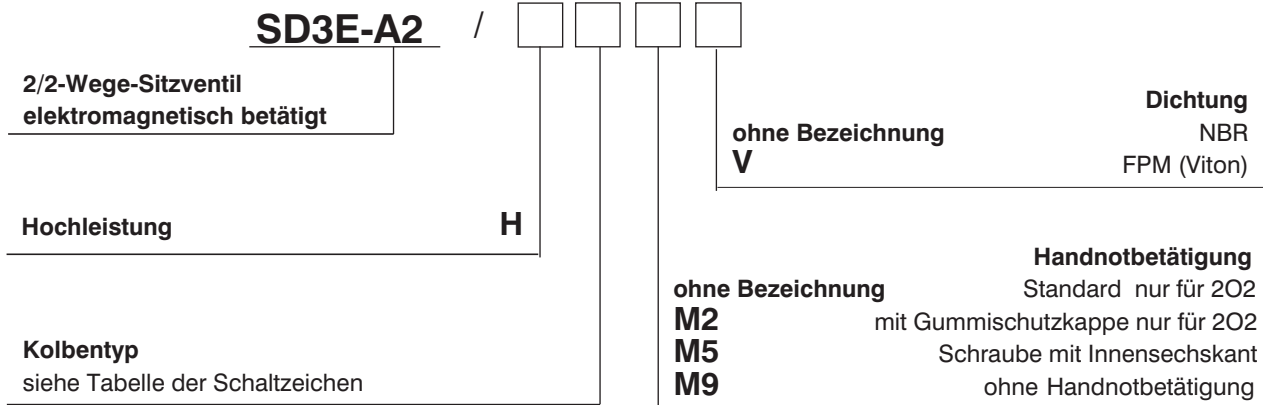 SD3E-A2 /
2/2-Wege-Sitzventil
elektromagnetisch betätigt
Dichtung
ohne Bezeichnung NBR
V FPM (Viton)
Hochleistung H
Handnotbetätigung
ohne Bezeichnung Standard nur für 2O2
M2 mit Gummischutzkappe nur für 2O2
M5 Schraube mit Innensechskant
M9 ohne Handnotbetätigung
Kolbentyp
siehe Tabelle der Schaltzeichen